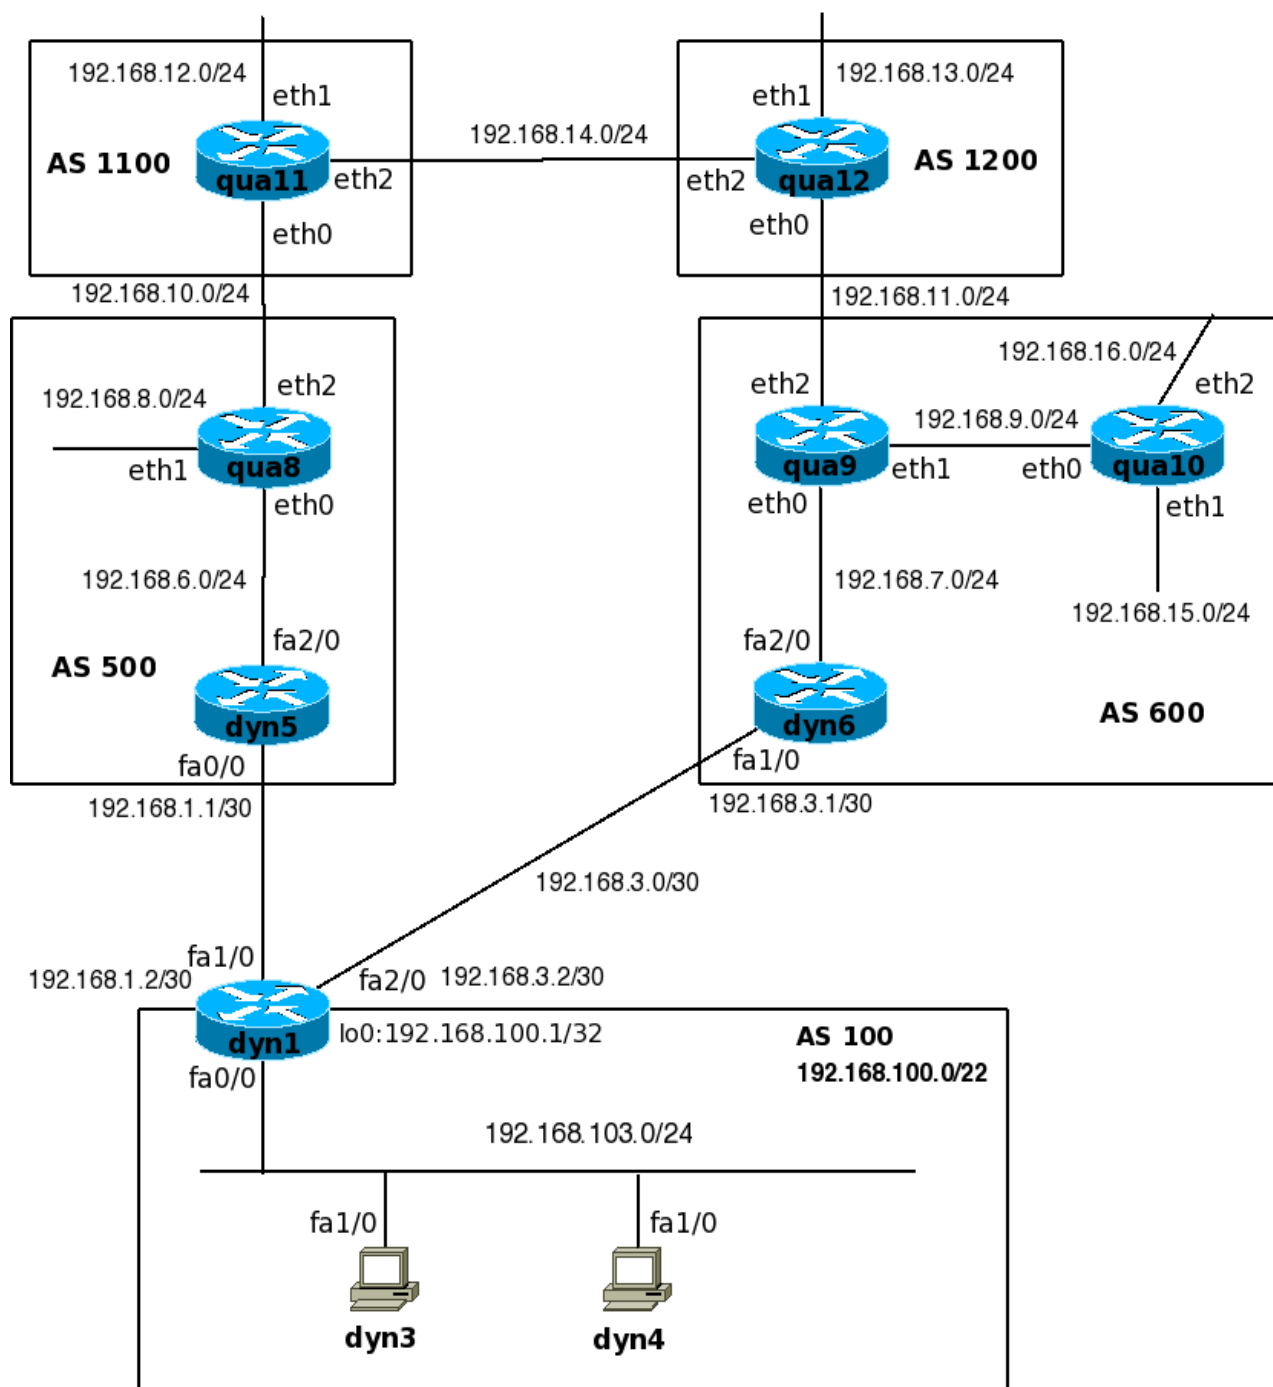 192.168.12.0/24
eth1
AS 1100
qua11
eth2
eth0
192.168.14.0/24
192.168.13.0/24
eth1
AS 1200
qua12
eth2
eth0
192.168.10.0/24
192.168.11.0/24
192.168.8.0/24
eth2
qua8
eth1
eth0
192.168.6.0/24
fa2/0
AS 500
dyn5
fa0/0
192.168.1.1/30
192.168.16.0/24
eth2
eth2
192.168.9.0/24
qua9
eth1
eth0
qua10
eth0
eth1
192.168.7.0/24
192.168.15.0/24
fa2/0
dyn6
AS 600
fa1/0
192.168.3.1/30
192.168.3.0/30
fa1/0
192.168.1.2/30
fa2/0
192.168.3.2/30
dyn1
lo0:192.168.100.1/32
AS 100
192.168.100.0/22
fa0/0
192.168.103.0/24
fa1/0
fa1/0
dyn3
dyn4